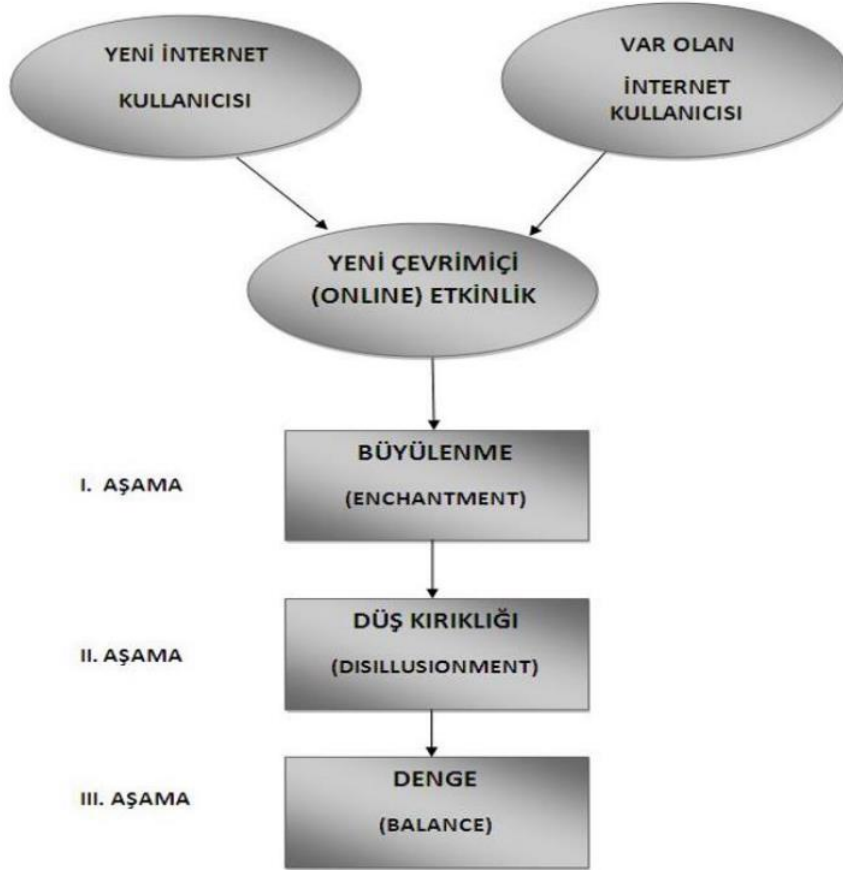 YENİ İNTERNET
KULLANICISI
VAR OLAN
İNTERNET
KULLANICISI
YENİ ÇEVRİMİÇİ
(ONLINE) ETKİNLİK
I. AŞAMA
BÜYÜLENME
(ENCHANTMENT)
II. AŞAMA
DÜŞ KIRIKLIĞI
(DISILLUSIONMENT)
III. AŞAMA
DENGE
(BALANCE)